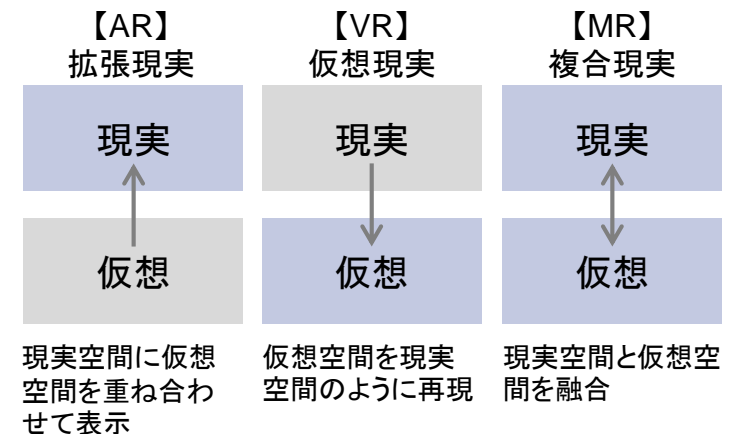 【AR】
拡張現実
現実
仮想
現実空間に仮想
空間を重ね合わ
せて表示
【VR】
仮想現実
現実
仮想
仮想空間を現実
空間のように再現
【MR】
複合現実
現実
仮想
現実空間と仮想空
間を融合